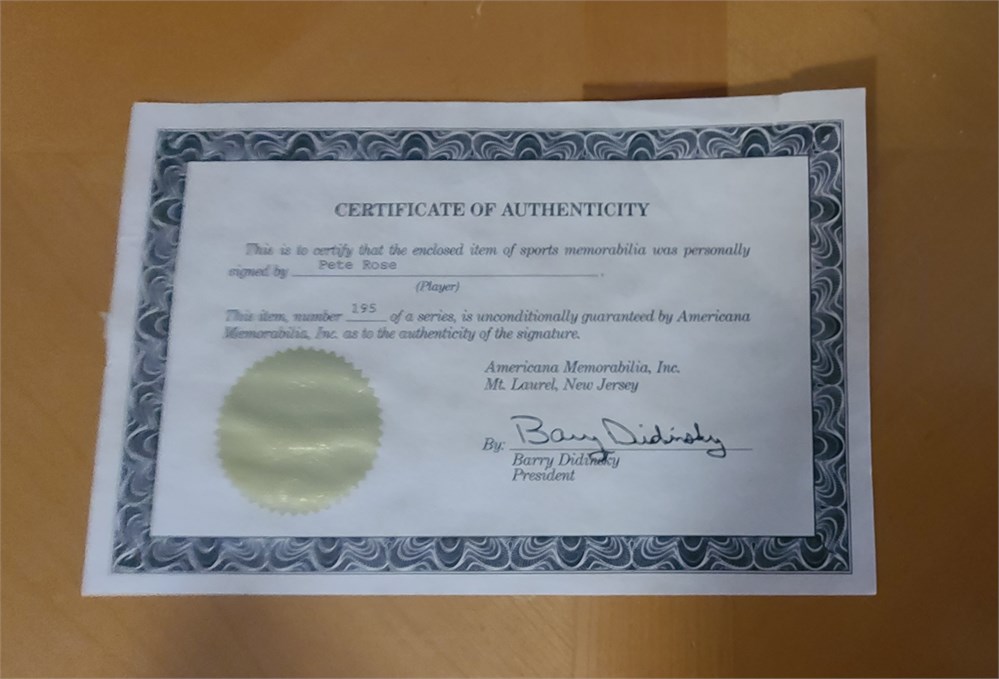 CERTIFICATE OF AUTHENTICITY
This is to certify that the enclosed item of sports memorabilia was personally
signed by Pete Rose .
(Player)
This item, number 195 of a series, is unconditionally guaranteed by Americana
Memorabilia, Inc. as to the authenticity of the signature.
Americana Memorabilia, Inc.
Mt. Laurel, New Jersey
By: Barry Didinsky
Barry Didinsky
President